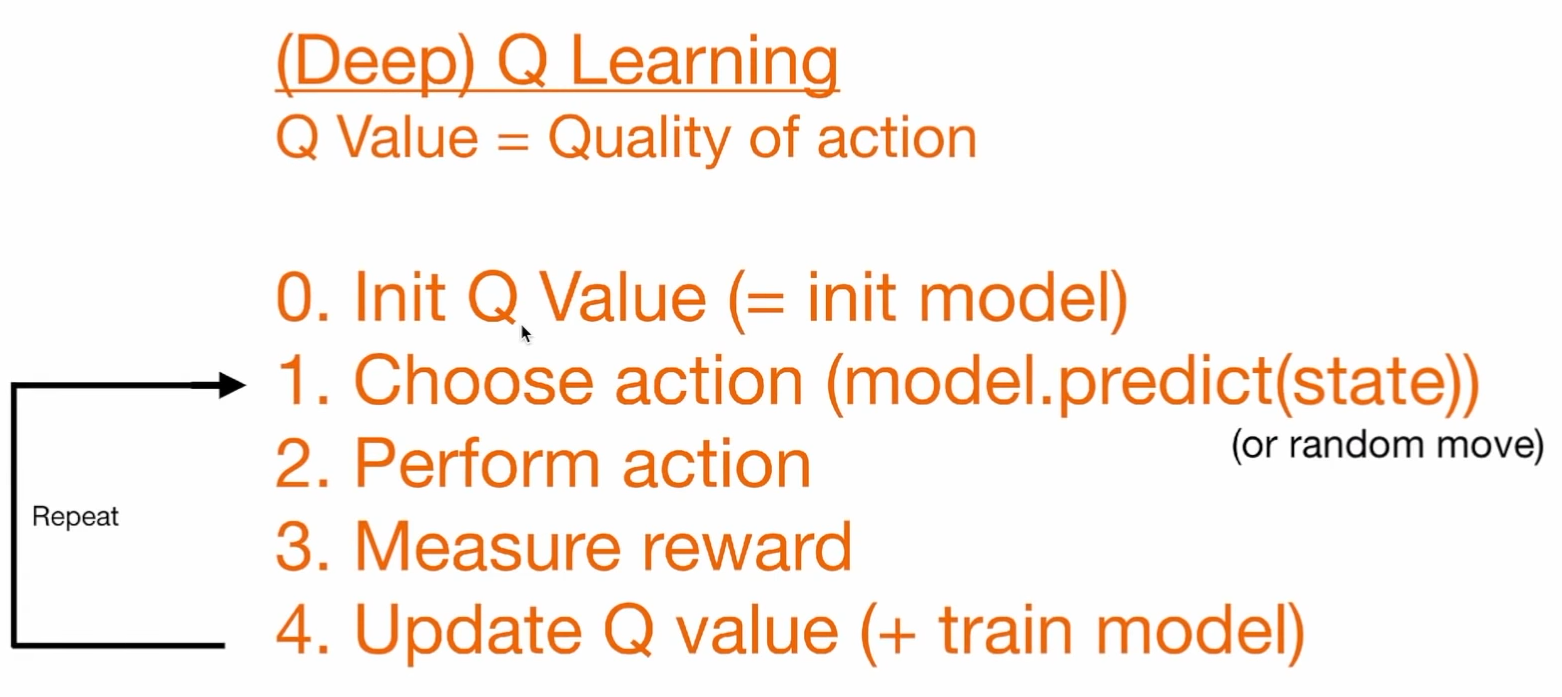 (Deep) Q Learning
Q Value = Quality of action
0. Init Q Value (= init model)
1. Choose action (model.predict(state))
(or random move)
2. Perform action
Repeat
3. Measure reward
4. Update Q value (+ train model)